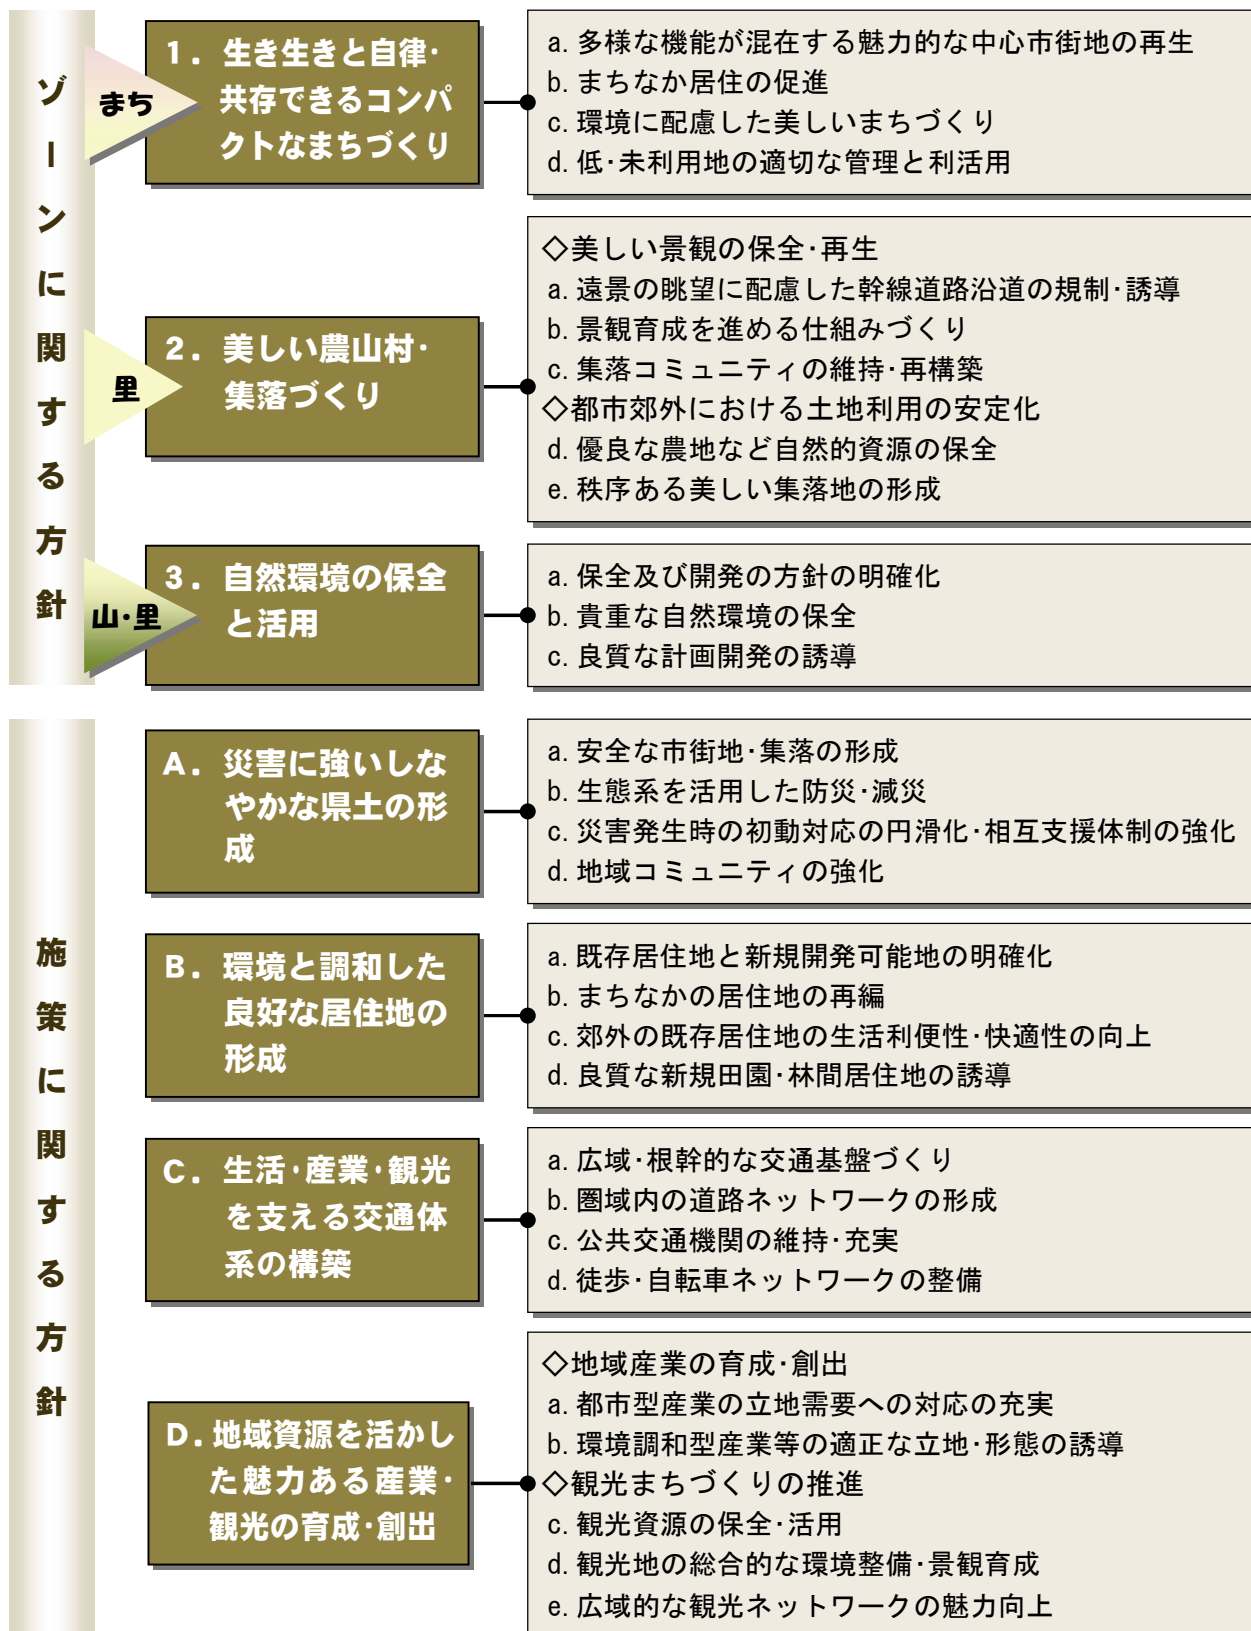 ゾーンに関する方針
まち
1．生き生きと自律･
共存できるコンパ
クトなまちづくり
a. 多様な機能が混在する魅力的な中心市街地の再生
b. まちなか居住の促進
c. 環境に配慮した美しいまちづくり
d. 低･未利用地の適切な管理と利活用
里
2．美しい農山村･
集落づくり
◇美しい景観の保全･再生
a. 遠景の眺望に配慮した幹線道路沿道の規制･誘導
b. 景観育成を進める仕組みづくり
c. 集落コミュニティの維持･再構築
◇都市郊外における土地利用の安定化
d. 優良な農地など自然的資源の保全
e. 秩序ある美しい集落地の形成
山･里
3．自然環境の保全
と活用
a. 保全及び開発の方針の明確化
b. 貴重な自然環境の保全
c. 良質な計画開発の誘導
施策に関する方針
A．災害に強いしな
やかな県土の形
成
a. 安全な市街地･集落の形成
b. 生態系を活用した防災･減災
c. 災害発生時の初動対応の円滑化･相互支援体制の強化
d. 地域コミュニティの強化
B．環境と調和した
良好な居住地の
形成
a. 既存居住地と新規開発可能地の明確化
b. まちなかの居住地の再編
c. 郊外の既存居住地の生活利便性･快適性の向上
d. 良質な新規田園･林間居住地の誘導
C．生活･産業･観光
を支える交通体
系の構築
a. 広域･根幹的な交通基盤づくり
b. 圏域内の道路ネットワークの形成
c. 公共交通機関の維持･充実
d. 徒歩･自転車ネットワークの整備
D．地域資源を活かし
た魅力ある産業･
観光の育成･創出
◇地域産業の育成･創出
a. 都市型産業の立地需要への対応の充実
b. 環境調和型産業等の適正な立地･形態の誘導
◇観光まちづくりの推進
c. 観光資源の保全･活用
d. 観光地の総合的な環境整備･景観育成
e. 広域的な観光ネットワークの魅力向上